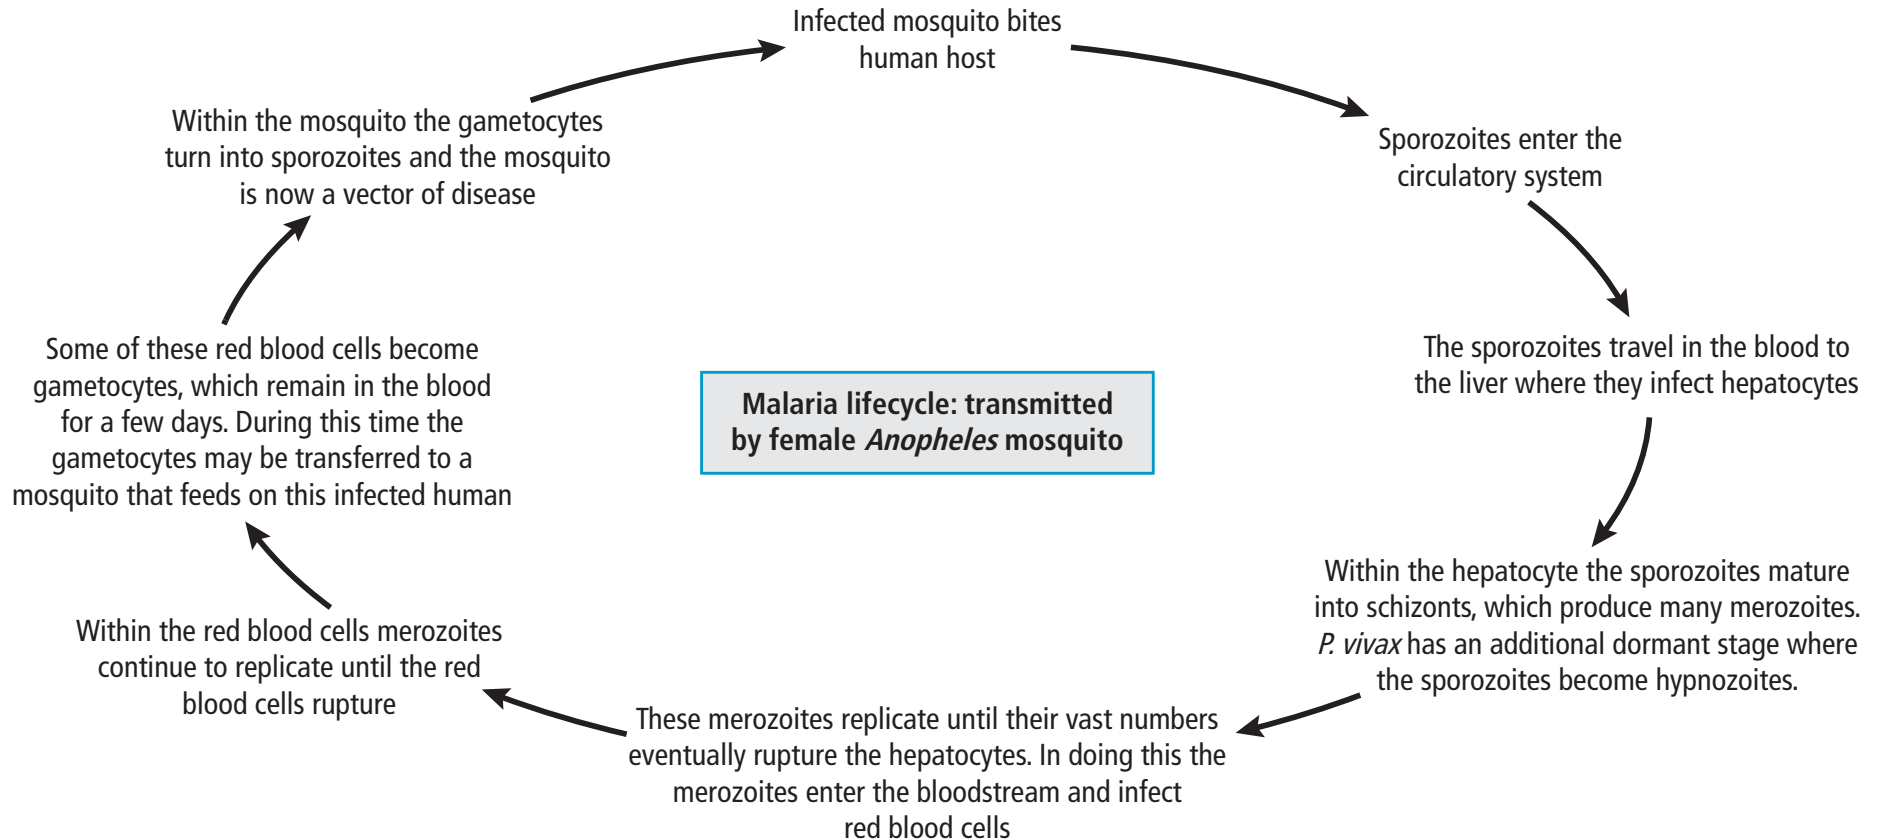 Infected mosquito bites
human host
Sporozoites enter the
circulatory system
The sporozoites travel in the blood to
the liver where they infect hepatocytes
Within the hepatocyte the sporozoites mature
into schizonts, which produce many merozoites.
P. vivax has an additional dormant stage where
the sporozoites become hypnozoites.
These merozoites replicate until their vast numbers
eventually rupture the hepatocytes. In doing this the
merozoites enter the bloodstream and infect
red blood cells
Within the red blood cells merozoites
continue to replicate until the red
blood cells rupture
Some of these red blood cells become
gametocytes, which remain in the blood
for a few days. During this time the
gametocytes may be transferred to a
mosquito that feeds on this infected human
Within the mosquito the gametocytes
turn into sporozoites and the mosquito
is now a vector of disease
Malaria lifecycle: transmitted
by female Anopheles mosquito